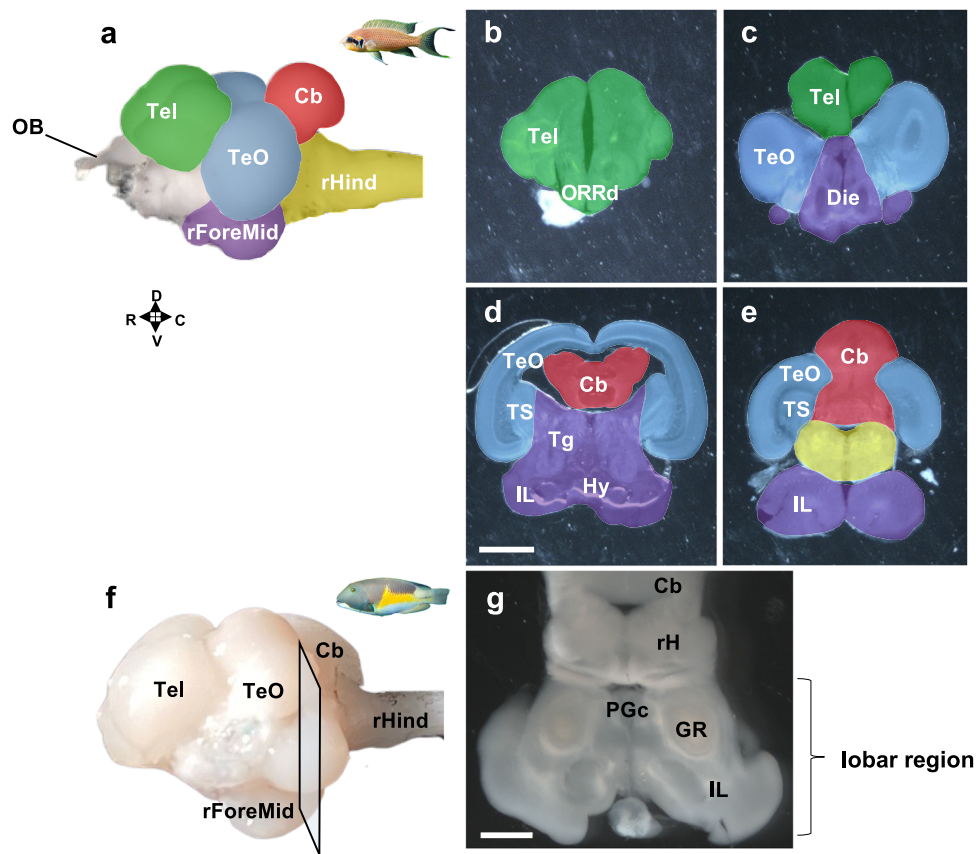 a
Tel
Cb
OB
TeO
rHind
rForeMid
D
R C
V
b
Tel
ORRd
c
Tel
TeO
Die
d
TeO
Cb
TS
Tg
IL
Hy
e
Cb
TeO
TS
IL
f
Cb
Tel
TeO
rHind
rForeMid
g
Cb
rH
PGc
GR
IL
lobar region